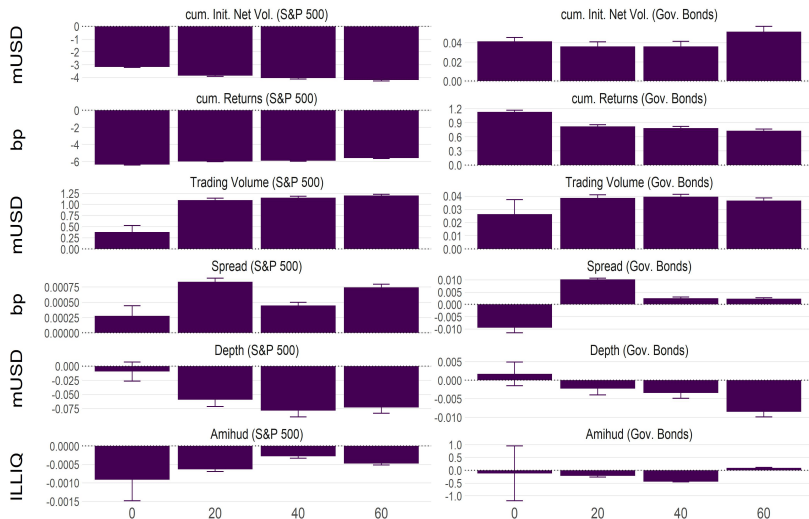 cum. Init. Net Vol. (S&P 500)
cum. Init. Net Vol. (Gov. Bonds)
mUSD
0
-1
-2
-3
-4
0.04
0.02
0.00
cum. Returns (S&P 500)
cum. Returns (Gov. Bonds)
bp
0
-2
-4
-6
1.2
0.9
0.6
0.3
0.0
Trading Volume (S&P 500)
Trading Volume (Gov. Bonds)
mUSD
1.25
1.00
0.75
0.50
0.25
0.00
0.04
0.03
0.02
0.01
0.00
Spread (S&P 500)
Spread (Gov. Bonds)
bp
0.00075
0.00050
0.00025
0.00000
0.010
0.005
0.000
-0.005
-0.010
Depth (S&P 500)
Depth (Gov. Bonds)
mUSD
0.000
-0.025
-0.050
-0.075
0.005
0.000
-0.005
-0.010
Amihud (S&P 500)
Amihud (Gov. Bonds)
ILLIQ
0.0000
-0.0005
-0.0010
-0.0015
1.0
0.5
0.0
-0.5
-1.0
0 20 40 60
0 20 40 60